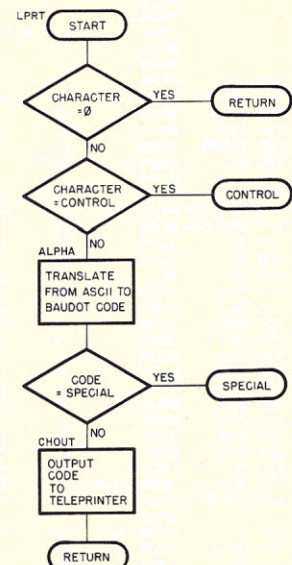 LPRT
START
CHARACTER
=Ø
YES
RETURN
NO
CHARACTER
=CONTROL
YES
CONTROL
NO
ALPHA
TRANSLATE
FROM ASCII TO
BAUDOT CODE
CODE
= SPECIAL
YES
SPECIAL
NO
CHOUT
OUTPUT
CODE
TO
TELEPRINTER
RETURN